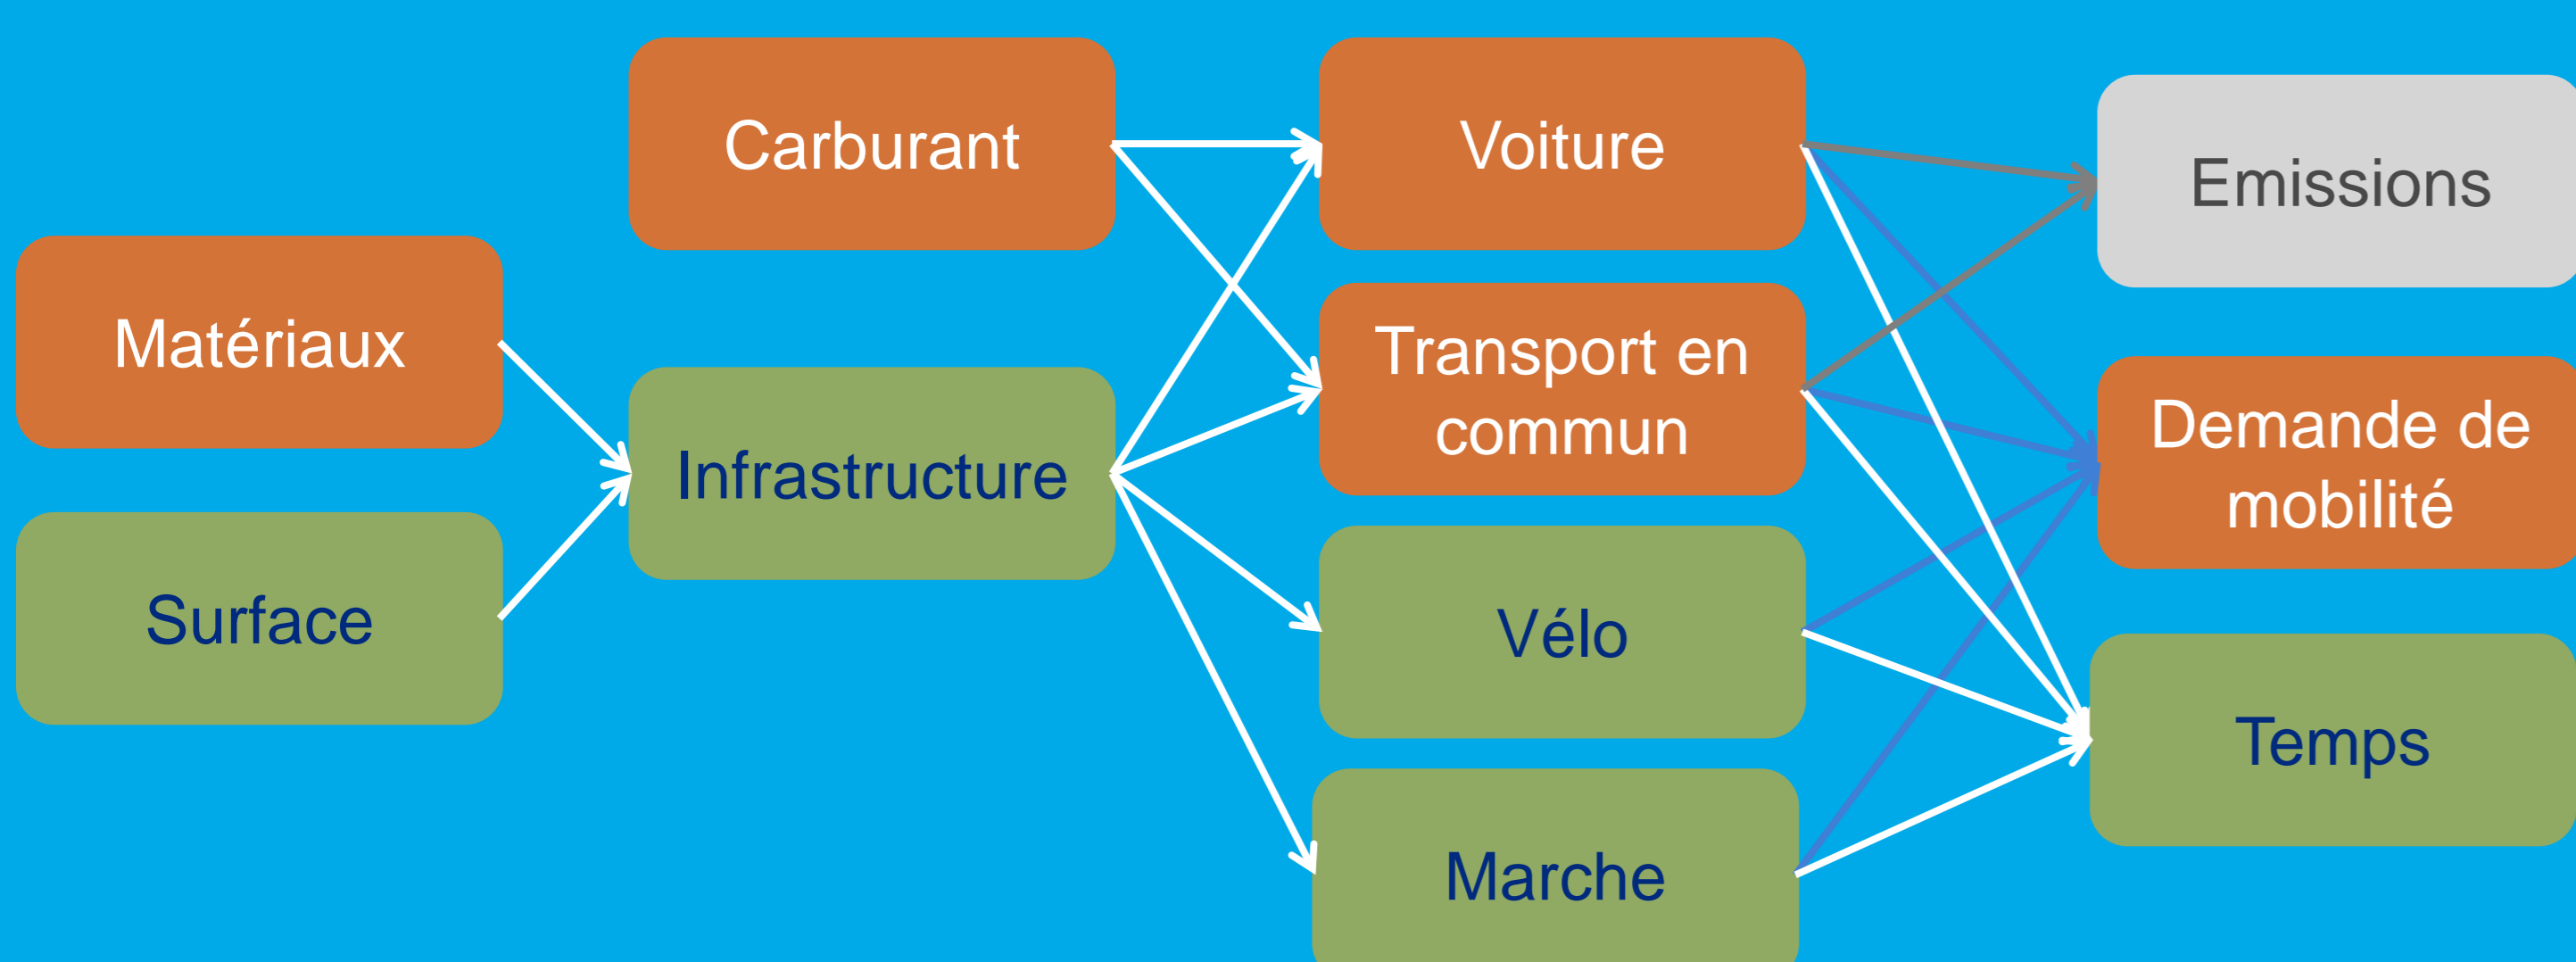 Carburant
Voiture
Emissions
Matériaux
Transport en
commun
Demande de
mobilité
Infrastructure
Surface
Vélo
Temps
Marche